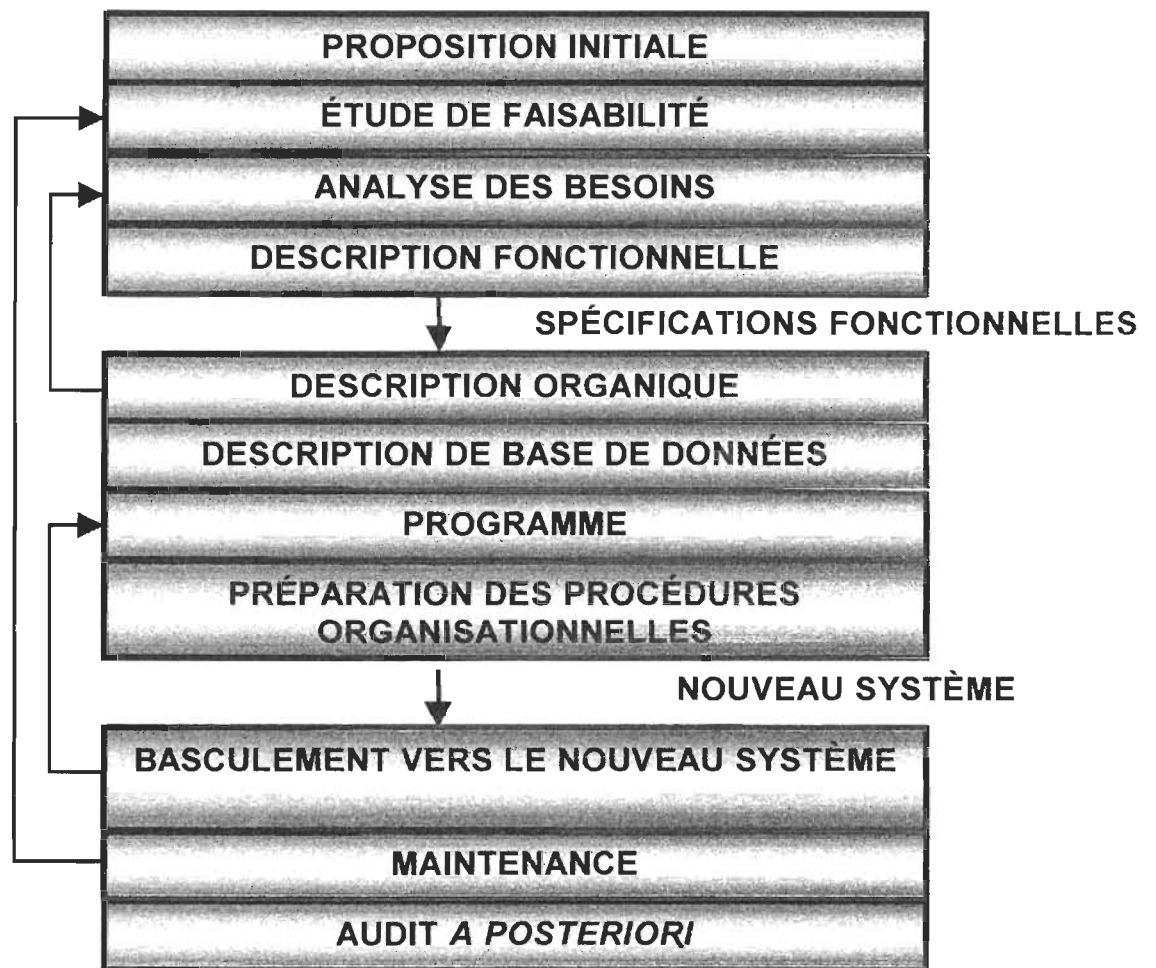 PROPOSITION INITIALE
ÉTUDE DE FAISABILITÉ
ANALYSE DES BESOINS
DESCRIPTION FONCTIONNELLE
SPÉCIFICATIONS FONCTIONNELLES
DESCRIPTION ORGANIQUE
DESCRIPTION DE BASE DE DONNÉES
PROGRAMME
PRÉPARATION DES PROCÉDURES
ORGANISATIONNELLES
NOUVEAU SYSTÈME
BASCULEMENT VERS LE NOUVEAU SYSTÈME
MAINTENANCE
AUDIT A POSTERIORI